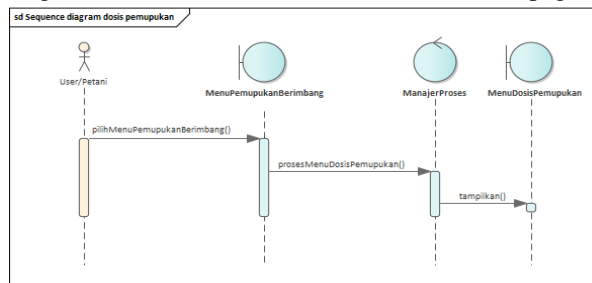 sd Sequence diagram dosis pemupukan
User/Petani
MenuPemupukanBerimbang
ManajerProses
MenuDosisPemupukan
pilihMenuPemupukanBerimbang()
prosesMenuDosisPemupukan()
tampilkan()